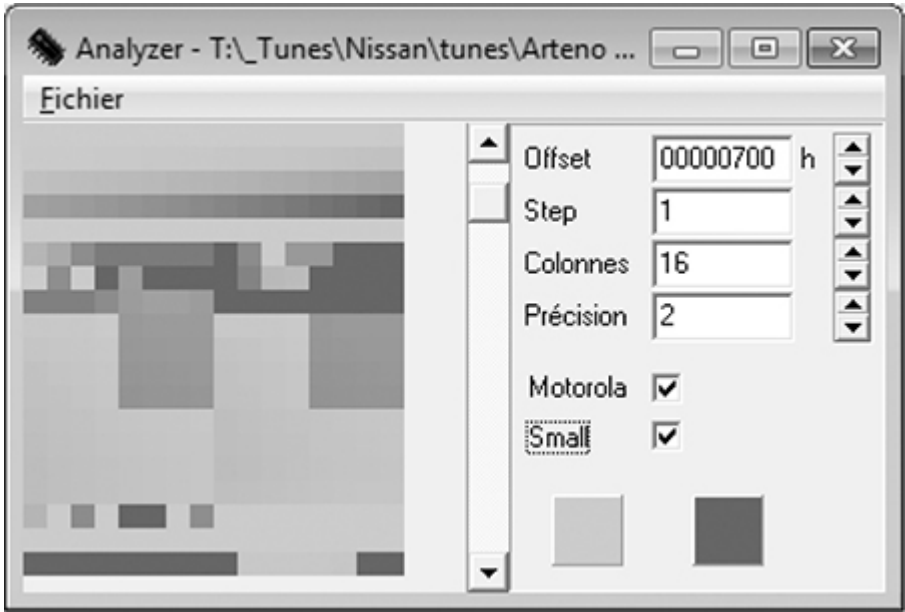 Analyzer - T:\_Tunes\Nissan\tunes\Arteno ...
Fichier
Offset 00000700 h
Step 1
Colonnes 16
Précision 2
Motorola
Small